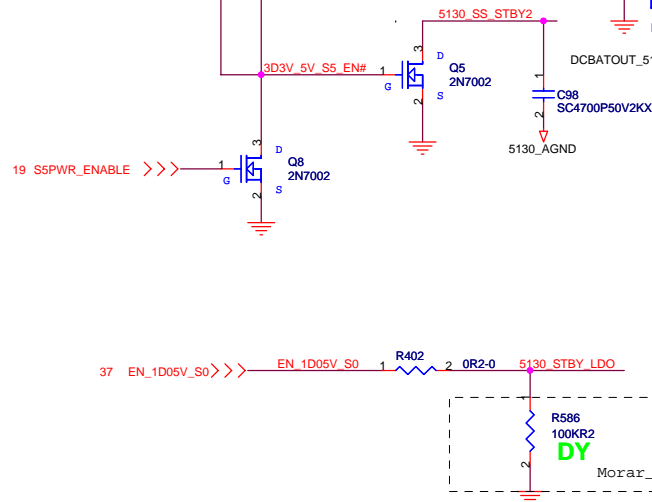 5130_SS_STBY2
3
D
3D3V_5V_S5_EN#
1
G
Q5
2N7002
S
2
DCBATOUT_51
1
C98
SC4700P50V2KX
2
5130_AGND
3
D
19 S5PWR_ENABLE
1
G
Q8
2N7002
S
2
37 EN_1D05V_S0
EN_1D05V_S0
1
R402
2
0R2-0
5130_STBY_LDO
1
R586
100KR2
DY
2
Morar_